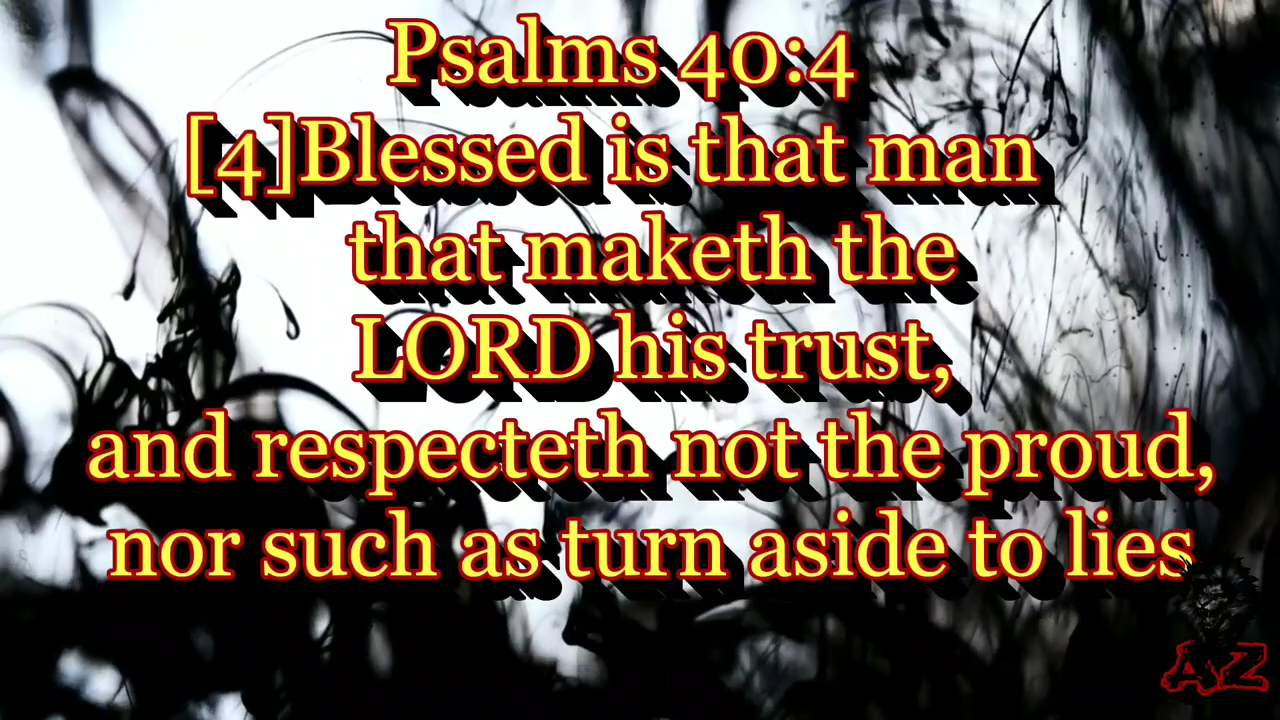 Psalms 40:4
[4]Blessed is that man
that maketh the
LORD his trust,
and respecteth not the proud,
nor such as turn aside to lies
AZ